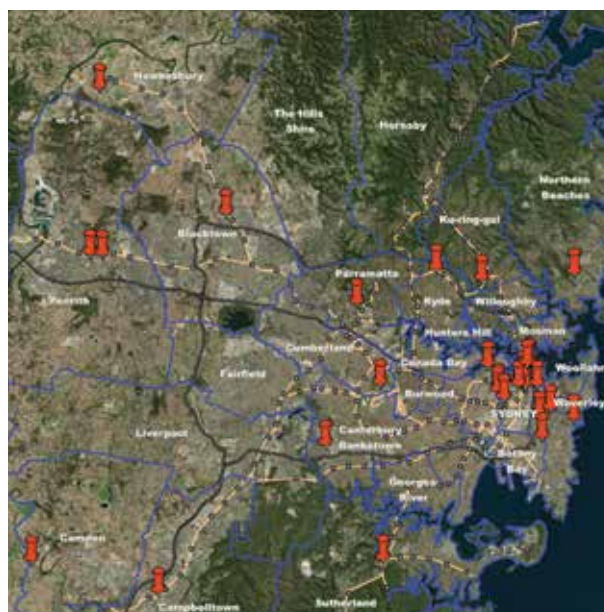 Hawkesbury
The Hills
Shire
Hornsby
Northern
Beaches
Ku-ring-gai
Blacktown
Parramatta
Penrith
Ryde
Willoughby
Hunters Hill
Mosman
Cumberland
Canada Bay
Woollahra
Fairfield
Burwood
Waverley
SYDNEY
Liverpool
Canterbury
Bankstown
Botany
Bay
Georges
River
Camden
Campbelltown
Sutherland